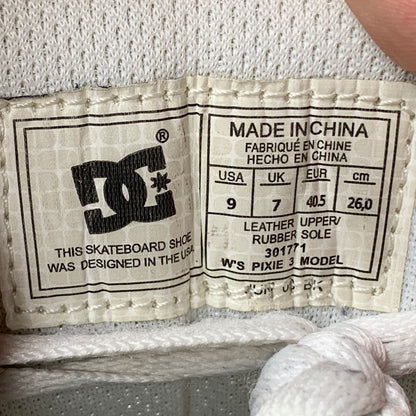 DC®
THIS SKATEBOARD SHOE
WAS DESIGNED IN THE USA.
MADE IN CHINA
FABRIQUÉ EN CHINE
HECHO EN CHINA
USA UK EUR cm
9 7 40.5 26,0
LEATHER UPPER/
RUBBER SOLE
301771
W'S PIXIE 3 MODEL